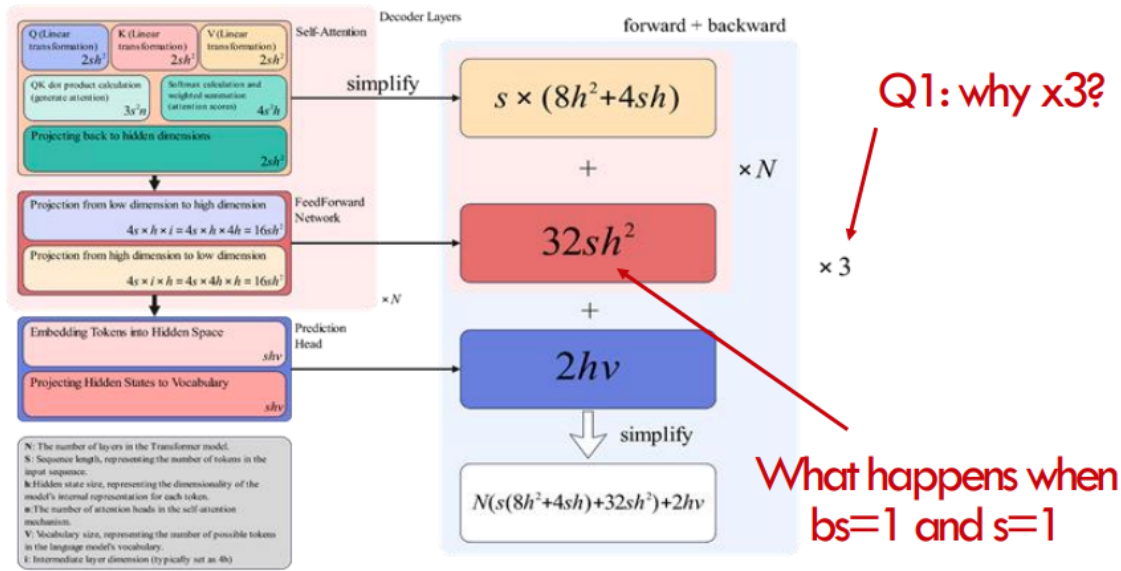 Decoder Layers
forward + backward
Q (Linear transformation)
2sh²
K (Linear transformation)
2sh²
V (Linear transformation)
2sh²
Self-Attention
QK dot product calculation
(generate attention)
3s²n
Softmax calculation and
weighted summation
(attention scores)
4s²h
Projecting back to hidden dimensions
2sh²
simplify
s × (8h²+4sh)
+
× N
Q1: why x3?
Projection from low dimension to high dimension
4s × h × i = 4s × h × 4h = 16sh²
Projection from high dimension to low dimension
4s × i × h = 4s × 4h × h = 16sh²
FeedForward
Network
× N
32sh²
× 3
+
Embedding Tokens into Hidden Space
shv
Projecting Hidden States to Vocabulary
shv
Prediction
Head
2hv
simplify
N(s(8h²+4sh)+32sh²)+2hv
What happens when
bs=1 and s=1
N: The number of layers in the Transformer model.
S: Sequence length, representing the number of tokens in the
input sequence.
h:Hidden state size, representing the dimensionality of the
model's internal representation for each token.
n:The number of attention heads in the self-attention
mechanism.
V: Vocabulary size, representing the number of possible tokens
in the language model's vocabulary.
i: Intermediate layer dimension (typically set as 4h)